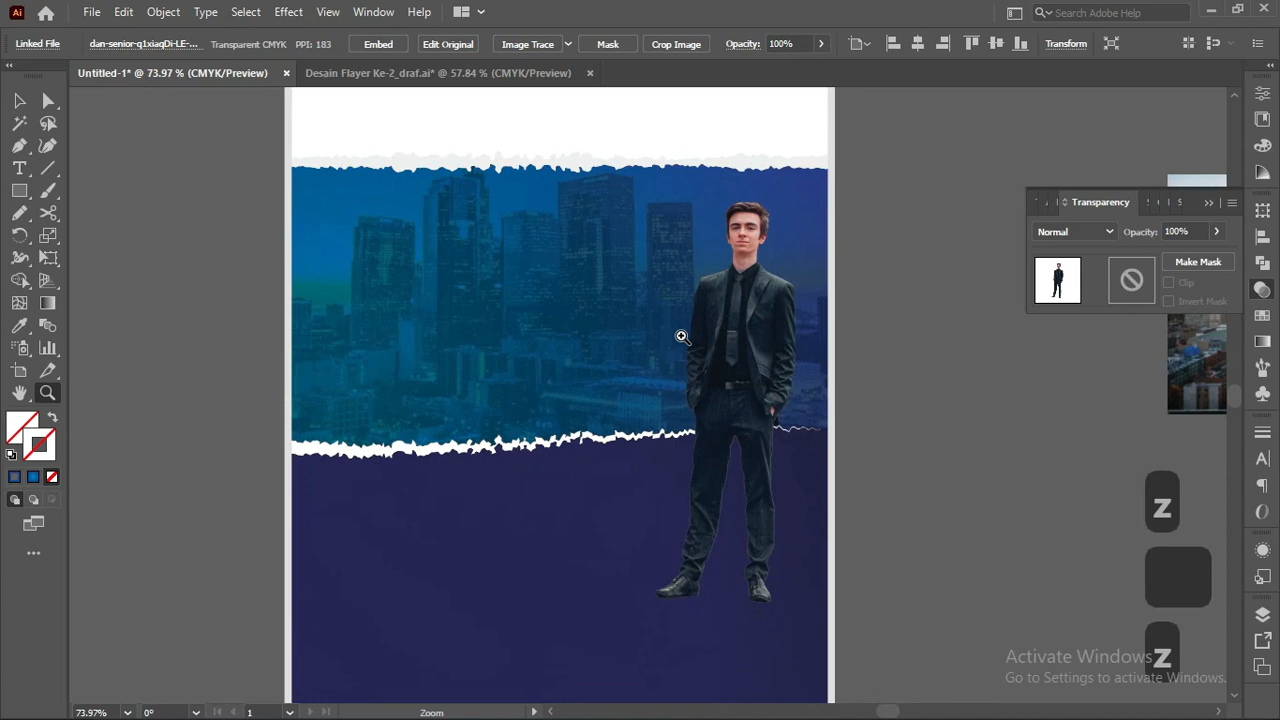 Ai File Edit Object Type Select Effect View Window Help Search Adobe Help
Linked File dan-senior-q1xiaqDi-LE-... Transparent CMYK PPI: 183 Embed Edit Original Image Trace Mask Crop Image Opacity: 100% Transform
Untitled-1* @ 73.97 % (CMYK/Preview) × Desain Flayer Ke-2_draf.ai* @ 57.84 % (CMYK/Preview) ×
Transparency
Normal Opacity: 100%
Make Mask
Clip
Invert Mask
z
z
Activate Windows
Go to Settings to activate Windows.
73.97% 0° 1 Zoom